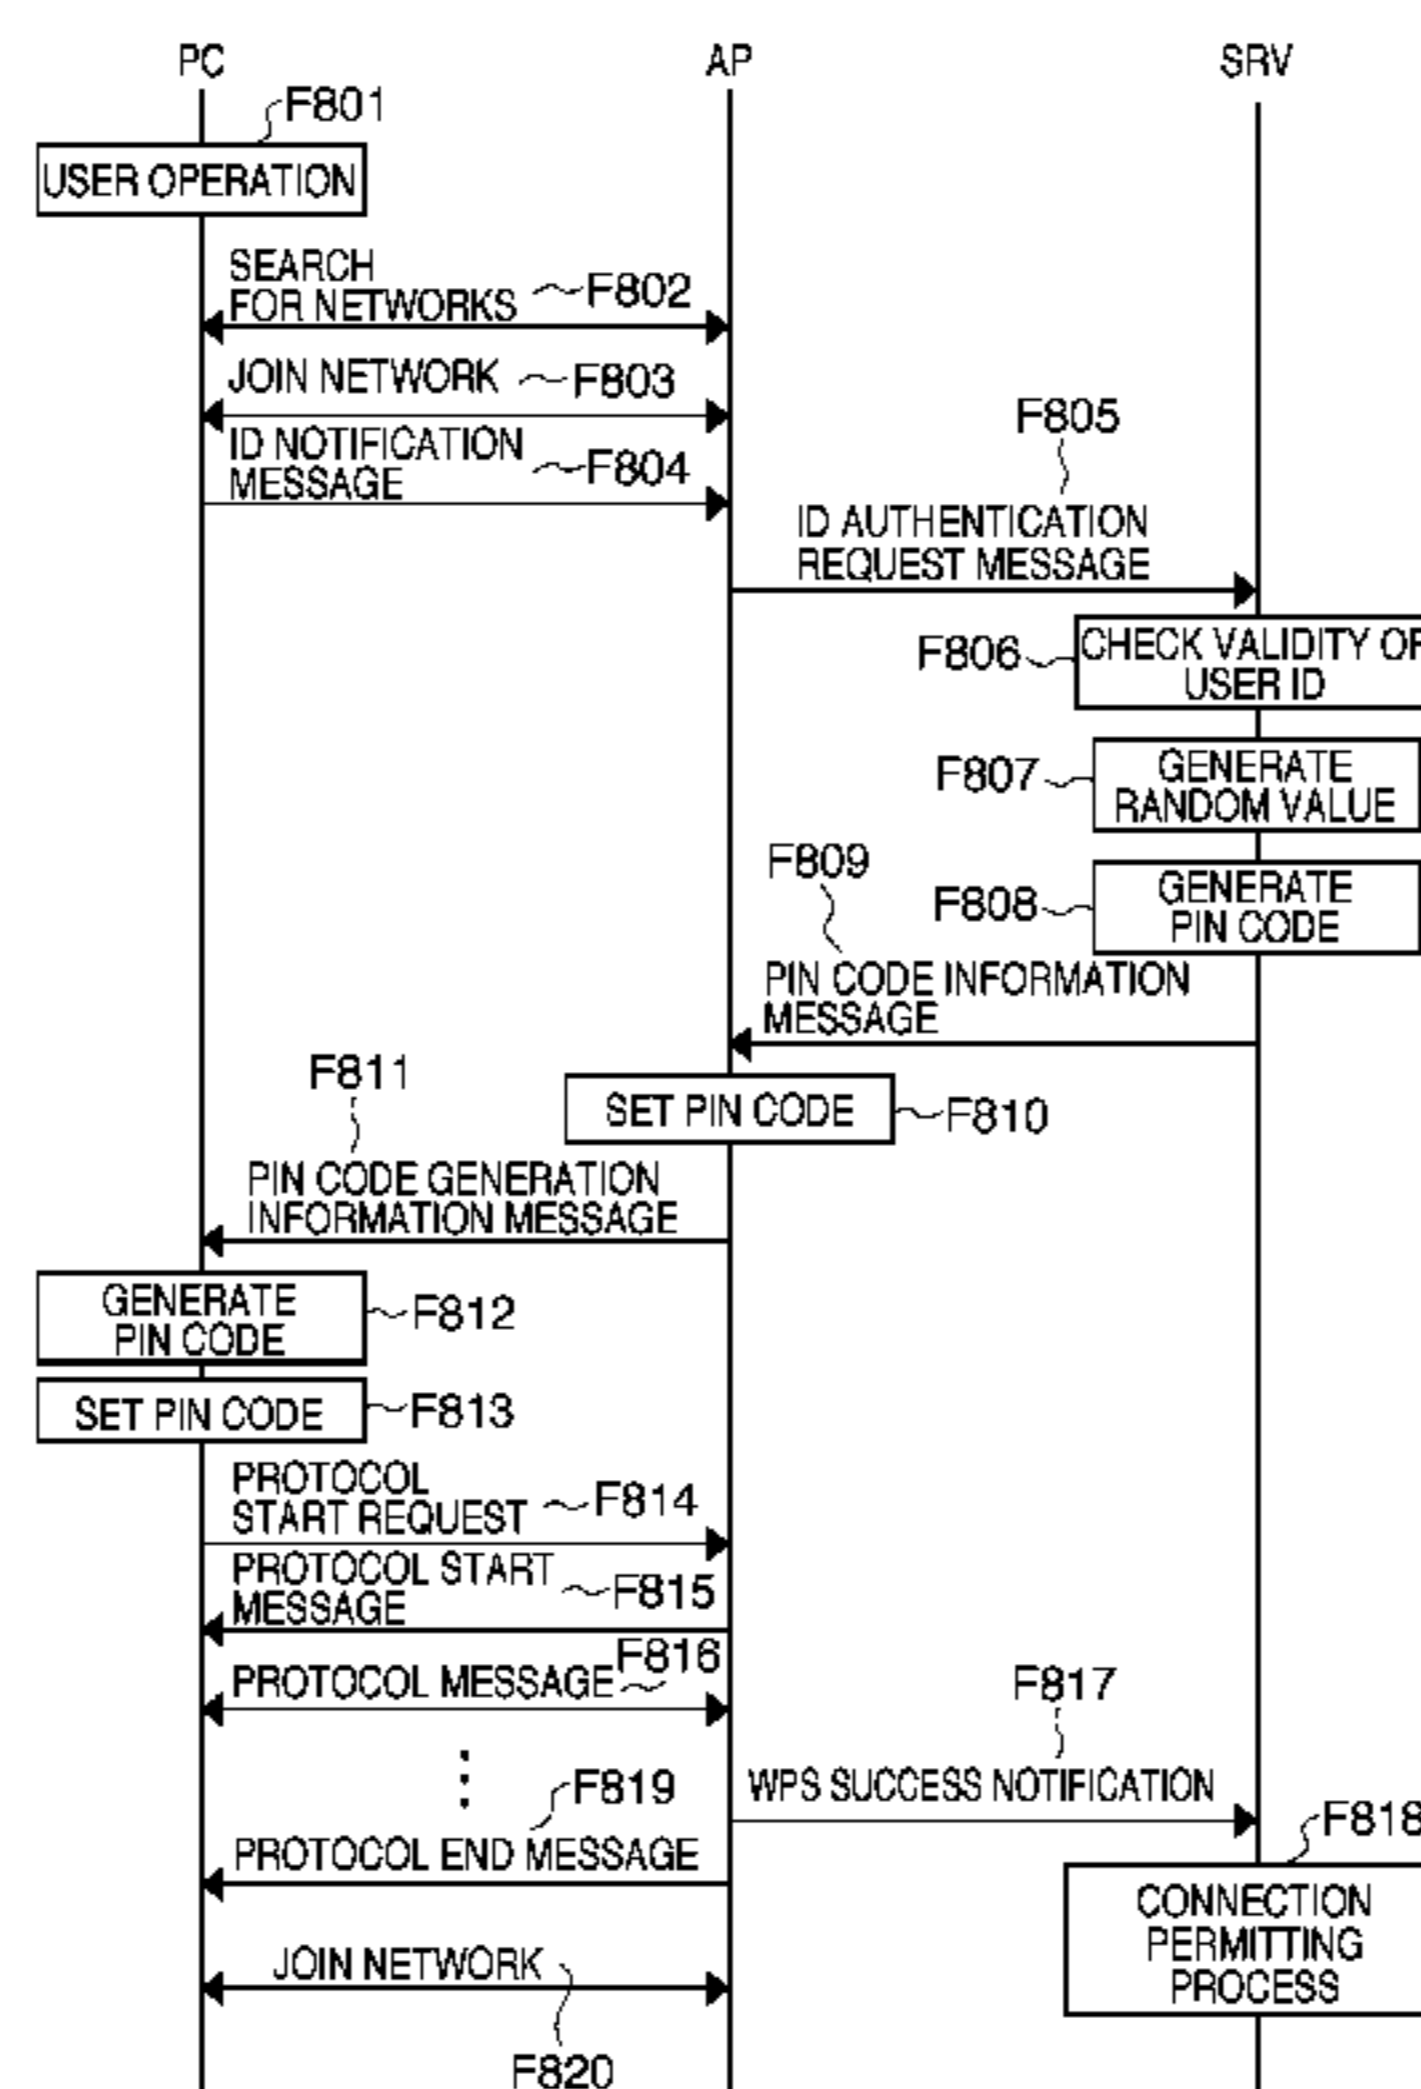 PC
AP
SRV
F801
USER OPERATION
SEARCH
FOR NETWORKS
F802
JOIN NETWORK
F803
ID NOTIFICATION
MESSAGE
F804
F805
ID AUTHENTICATION
REQUEST MESSAGE
F806
CHECK VALIDITY OF
USER ID
F807
GENERATE
RANDOM VALUE
F808
GENERATE
PIN CODE
F809
PIN CODE INFORMATION
MESSAGE
SET PIN CODE
F810
F811
PIN CODE GENERATION
INFORMATION MESSAGE
GENERATE
PIN CODE
F812
SET PIN CODE
F813
PROTOCOL
START REQUEST
F814
PROTOCOL START
MESSAGE
F815
F816
PROTOCOL MESSAGE
F817
WPS SUCCESS NOTIFICATION
F819
PROTOCOL END MESSAGE
F818
CONNECTION
PERMITTING
PROCESS
JOIN NETWORK
F820